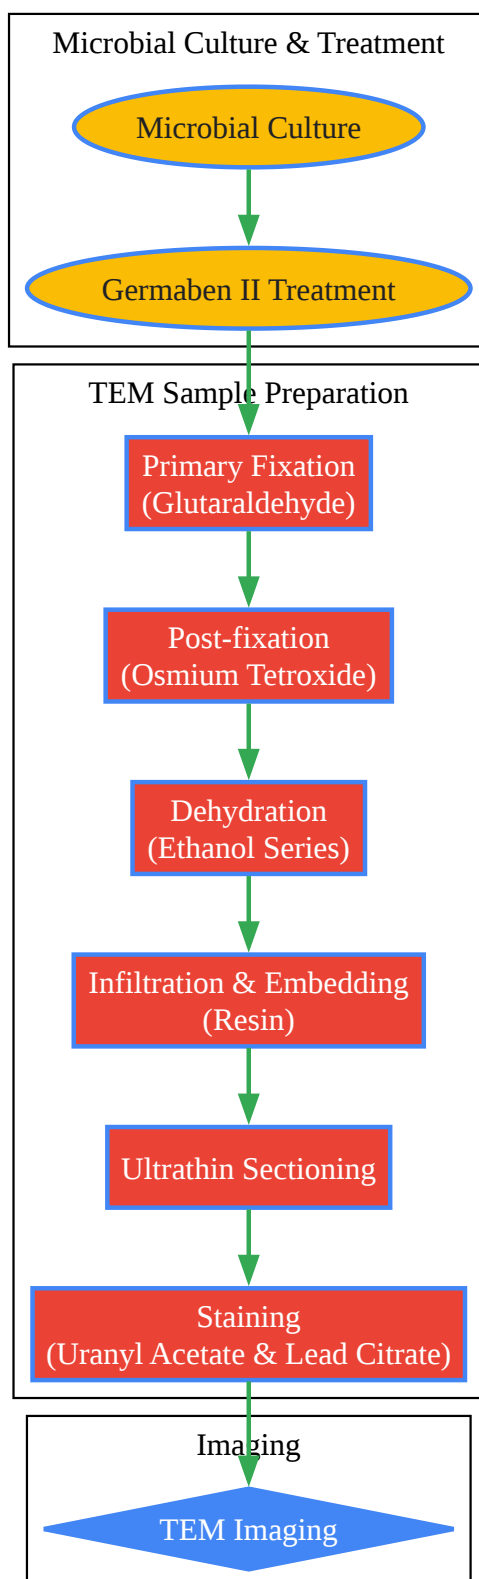 Microbial Culture & Treatment
Microbial Culture
Germaben II Treatment
TEM Sample Preparation
Primary Fixation
(Glutaraldehyde)
Post-fixation
(Osmium Tetroxide)
Dehydration
(Ethanol Series)
Infiltration & Embedding
(Resin)
Ultrathin Sectioning
Staining
(Uranyl Acetate & Lead Citrate)
Imaging
TEM Imaging